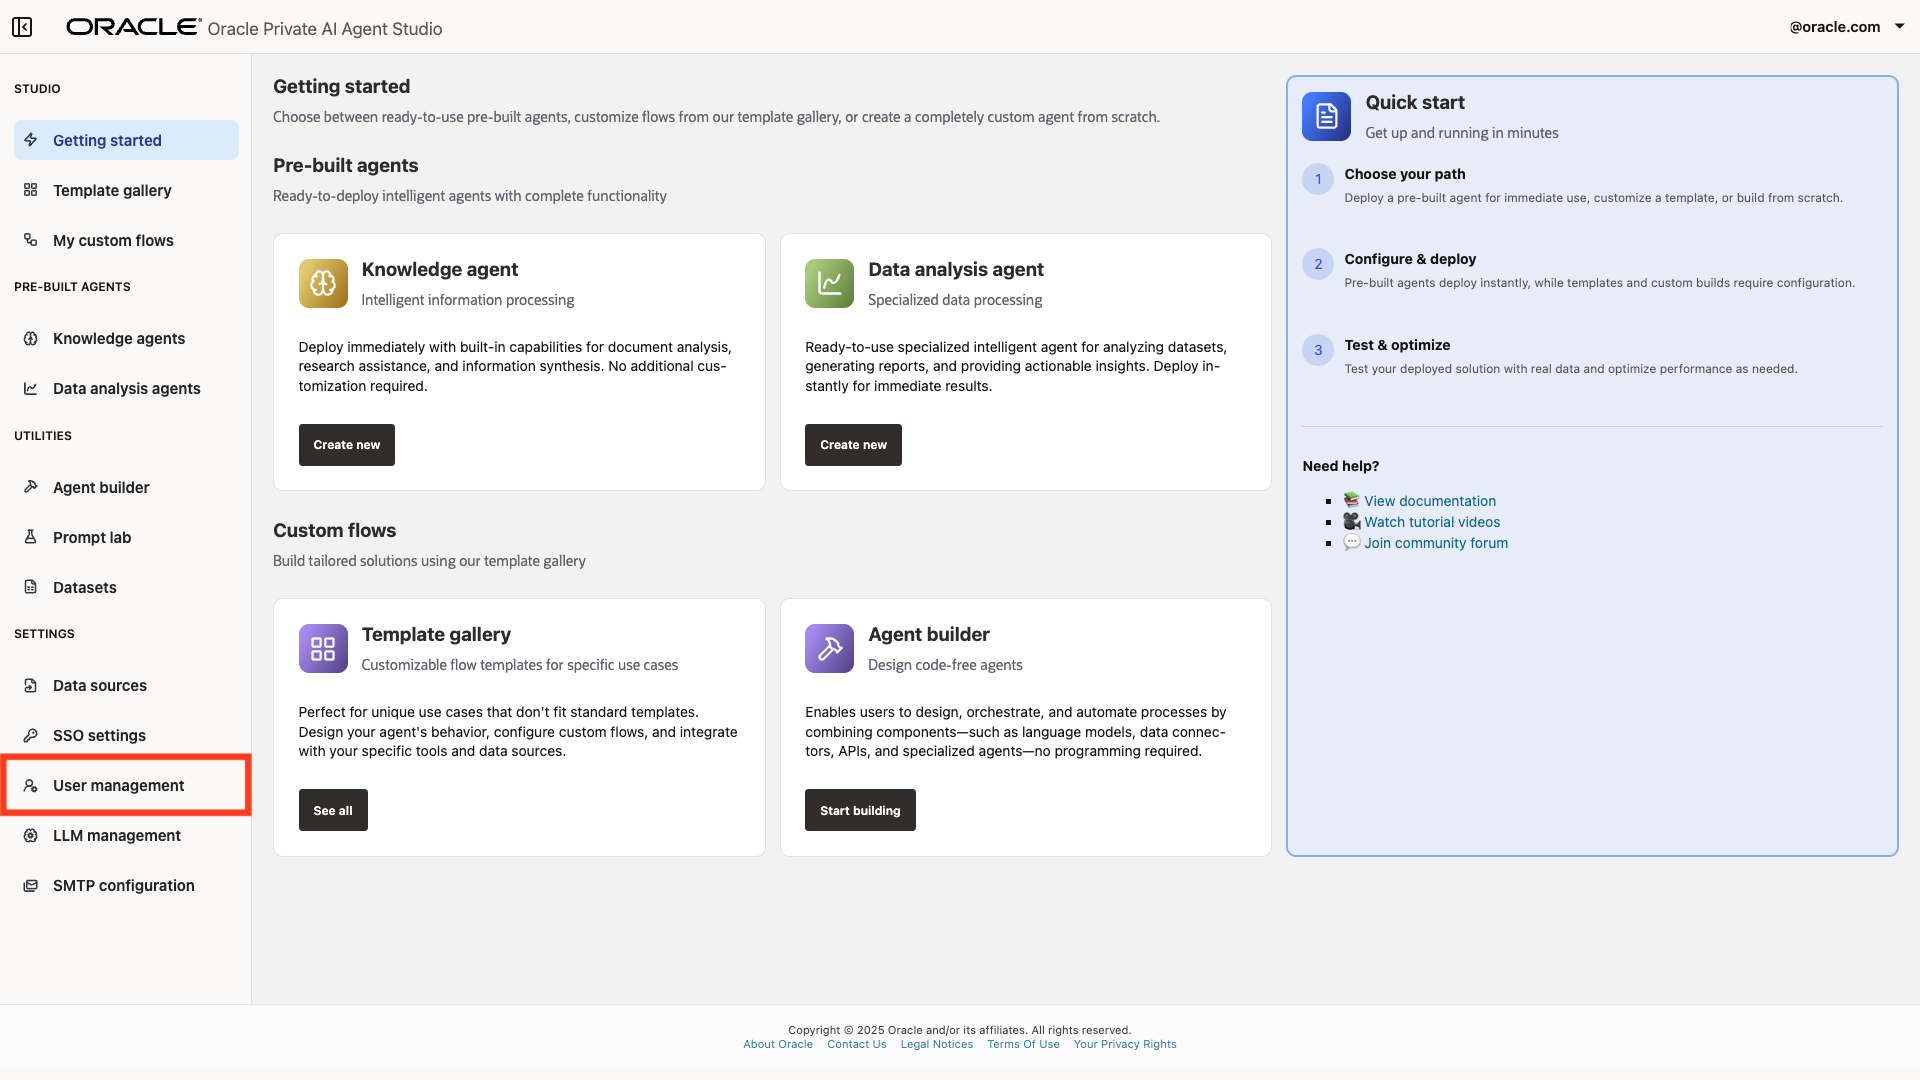 ORACLE Oracle Private AI Agent Studio
@oracle.com
STUDIO
Getting started
Template gallery
My custom flows
PRE-BUILT AGENTS
Knowledge agents
Data analysis agents
UTILITIES
Agent builder
Prompt lab
Datasets
SETTINGS
Data sources
SSO settings
User management
LLM management
SMTP configuration
Getting started
Choose between ready-to-use pre-built agents, customize flows from our template gallery, or create a completely custom agent from scratch.
Pre-built agents
Ready-to-deploy intelligent agents with complete functionality
Knowledge agent
Intelligent information processing
Deploy immediately with built-in capabilities for document analysis,
research assistance, and information synthesis. No additional cus-
tomization required.
Create new
Data analysis agent
Specialized data processing
Ready-to-use specialized intelligent agent for analyzing datasets,
generating reports, and providing actionable insights. Deploy in-
stantly for immediate results.
Create new
Custom flows
Build tailored solutions using our template gallery
Template gallery
Customizable flow templates for specific use cases
Perfect for unique use cases that don't fit standard templates.
Design your agent's behavior, configure custom flows, and integrate
with your specific tools and data sources.
See all
Agent builder
Design code-free agents
Enables users to design, orchestrate, and automate processes by
combining components—such as language models, data connec-
tors, APIs, and specialized agents—no programming required.
Start building
Quick start
Get up and running in minutes
1
Choose your path
Deploy a pre-built agent for immediate use, customize a template, or build from scratch.
2
Configure & deploy
Pre-built agents deploy instantly, while templates and custom builds require configuration.
3
Test & optimize
Test your deployed solution with real data and optimize performance as needed.
Need help?
View documentation
Watch tutorial videos
Join community forum
Copyright © 2025 Oracle and/or its affiliates. All rights reserved.
About Oracle Contact Us Legal Notices Terms Of Use Your Privacy Rights